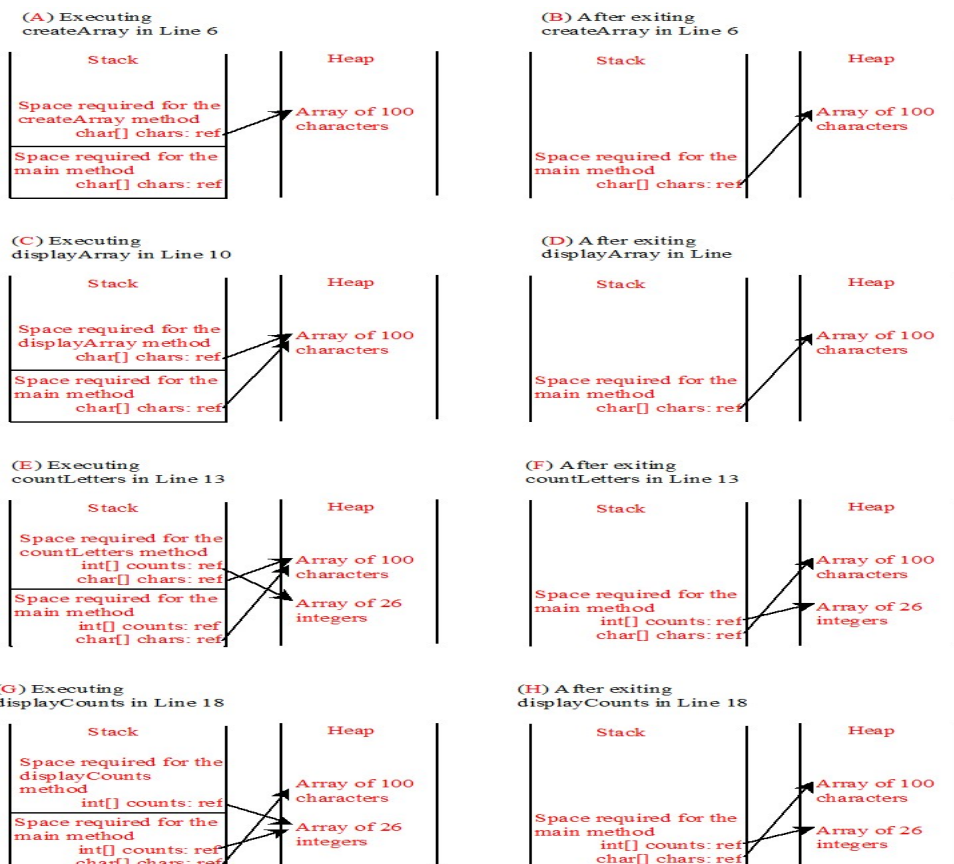 (A) Executing
createArray in Line 6
Stack
Heap
Space required for the
createArray method
char[] chars: ref
Array of 100
characters
Space required for the
main method
char[] chars: ref
(B) After exiting
createArray in Line 6
Stack
Heap
Array of 100
characters
Space required for the
main method
char[] chars: ref
(C) Executing
displayArray in Line 10
Stack
Heap
Space required for the
displayArray method
char[] chars: ref
Array of 100
characters
Space required for the
main method
char[] chars: ref
(D) After exiting
displayArray in Line
Stack
Heap
Array of 100
characters
Space required for the
main method
char[] chars: ref
(E) Executing
countLetters in Line 13
Stack
Heap
Space required for the
countLetters method
int[] counts: ref
char[] chars: ref
Array of 100
characters
Space required for the
main method
int[] counts: ref
char[] chars: ref
Array of 26
integers
(F) After exiting
countLetters in Line 13
Stack
Heap
Array of 100
characters
Space required for the
main method
int[] counts: ref
char[] chars: ref
Array of 26
integers
(G) Executing
displayCounts in Line 18
Stack
Heap
Space required for the
displayCounts
method
int[] counts: ref
Array of 100
characters
Space required for the
main method
int[] counts: ref
char[] chars: ref
Array of 26
integers
(H) After exiting
displayCounts in Line 18
Stack
Heap
Array of 100
characters
Space required for the
main method
int[] counts: ref
char[] chars: ref
Array of 26
integers